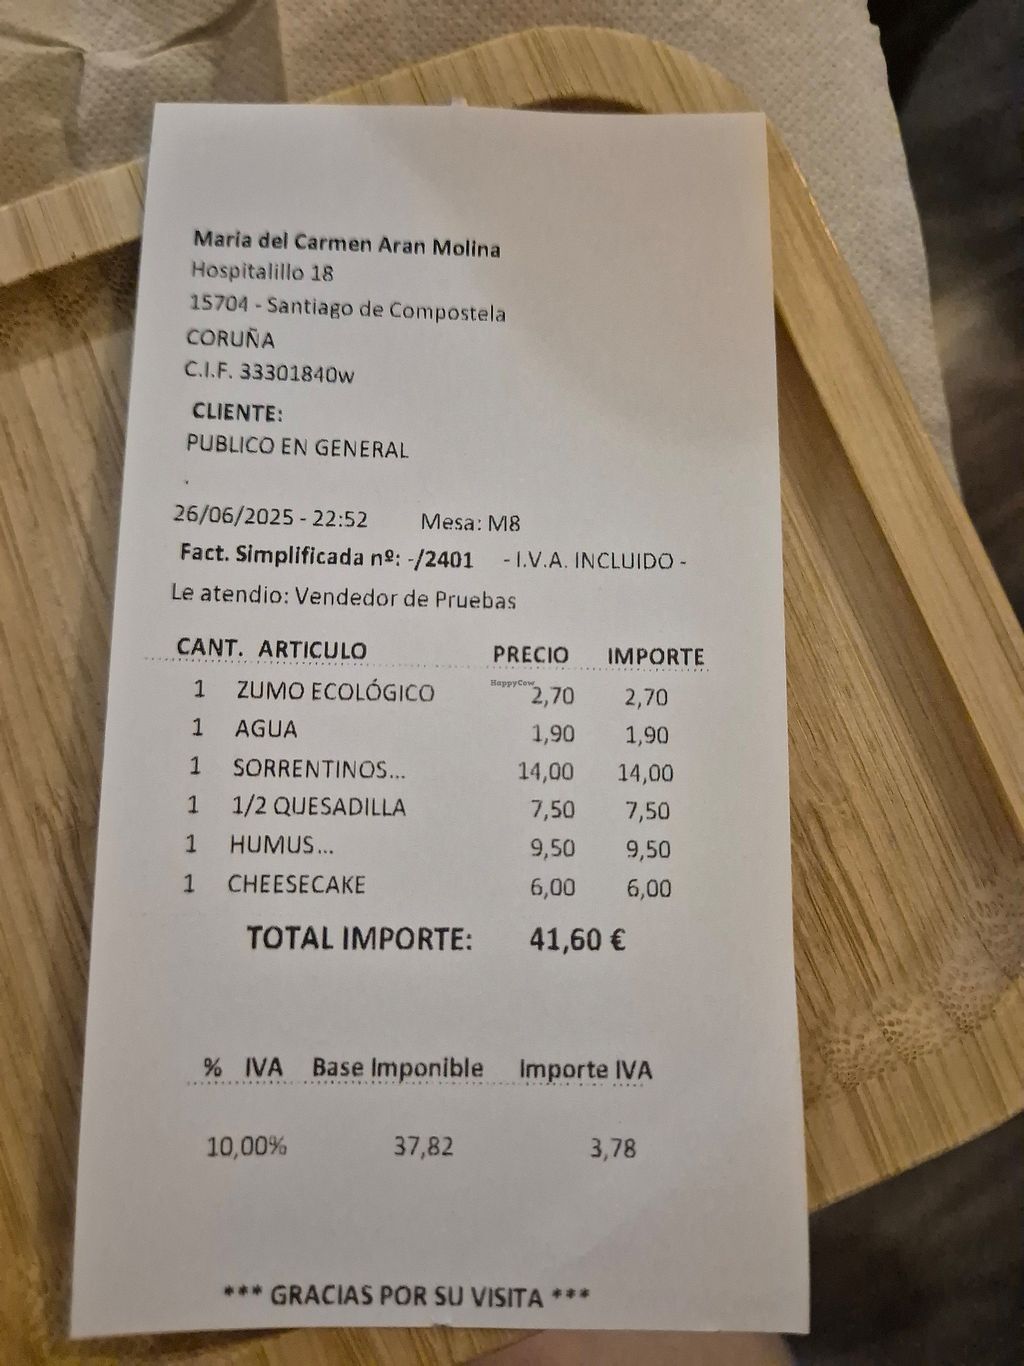 Maria del Carmen Aran Molina
Hospitalillo 18
15704 - Santiago de Compostela
CORUÑA
C.I.F. 33301840w
CLIENTE:
PUBLICO EN GENERAL
.
26/06/2025 - 22:52 Mesa: M8
Fact. Simplificada nº: -/2401 - I.V.A. INCLUIDO -
Le atendio: Vendedor de Pruebas
CANT. ARTICULO PRECIO IMPORTE
HappyCow
1 ZUMO ECOLÓGICO 2,70 2,70
1 AGUA 1,90 1,90
1 SORRENTINOS... 14,00 14,00
1 1/2 QUESADILLA 7,50 7,50
1 HUMUS... 9,50 9,50
1 CHEESECAKE 6,00 6,00
TOTAL IMPORTE: 41,60 €
% IVA Base Imponible Importe IVA
10,00% 37,82 3,78
*** GRACIAS POR SU VISITA ***